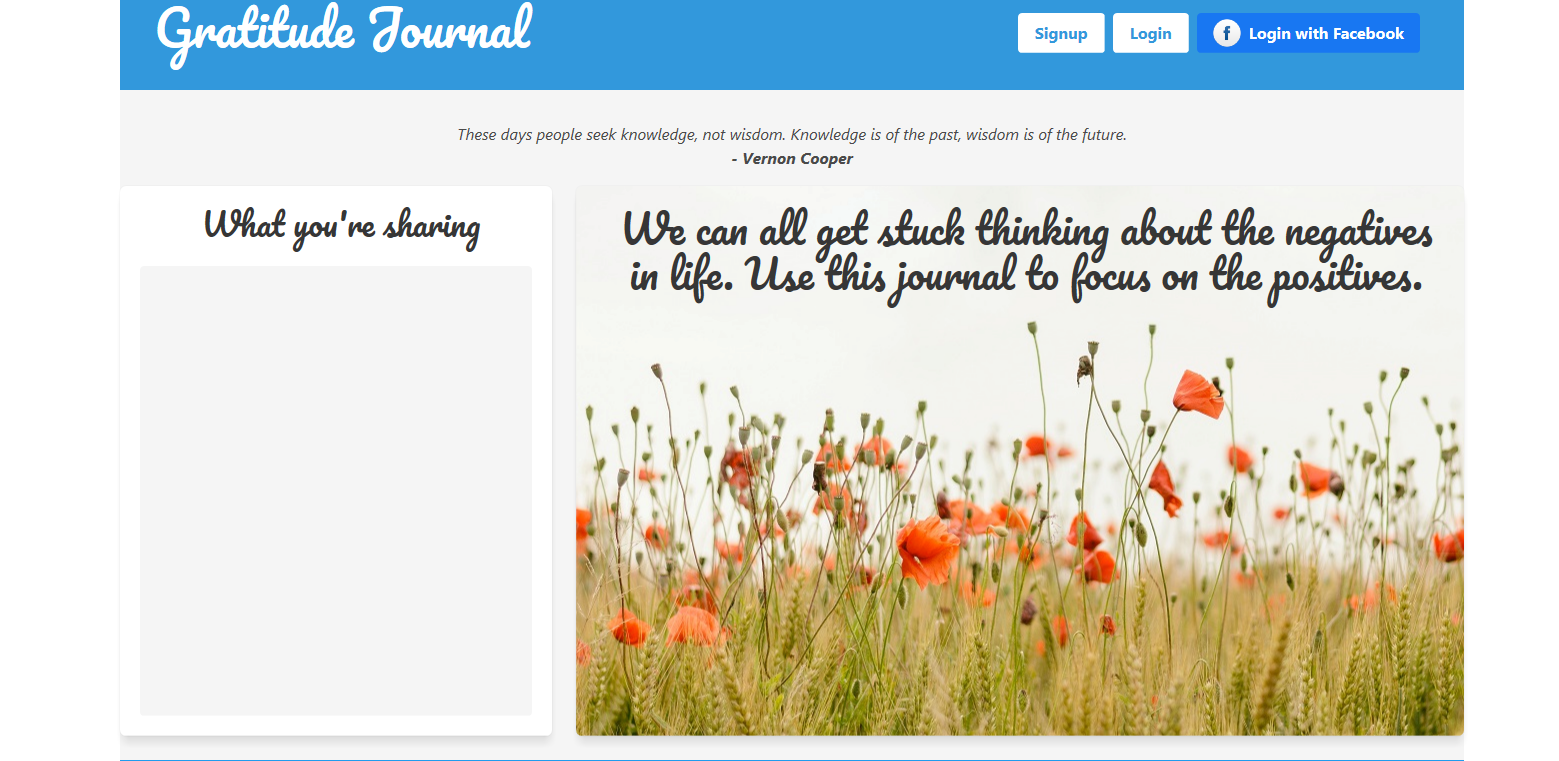 Gratitude Journal
Signup
Login
Login with Facebook
These days people seek knowledge, not wisdom. Knowledge is of the past, wisdom is of the future.
- Vernon Cooper
What you're sharing
We can all get stuck thinking about the negatives
in life. Use this journal to focus on the positives.